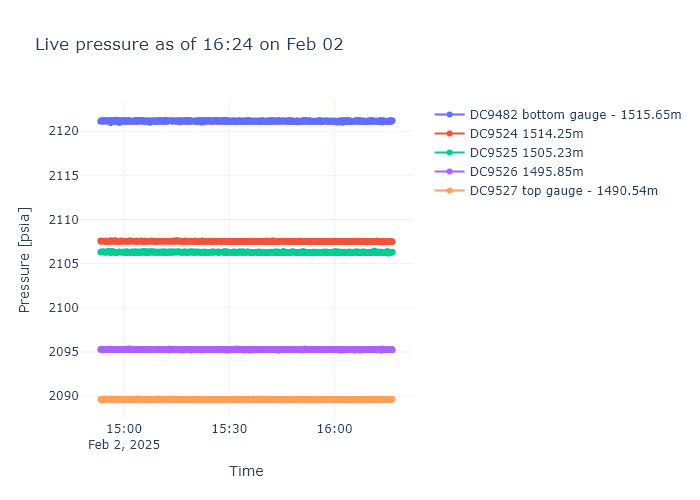 Live pressure as of 16:24 on Feb 02
DC9482 bottom gauge - 1515.65m
DC9524 1514.25m
DC9525 1505.23m
DC9526 1495.85m
DC9527 top gauge - 1490.54m
Pressure [psia]
2120
2115
2110
2105
2100
2095
2090
15:00
15:30
16:00
Feb 2, 2025
Time